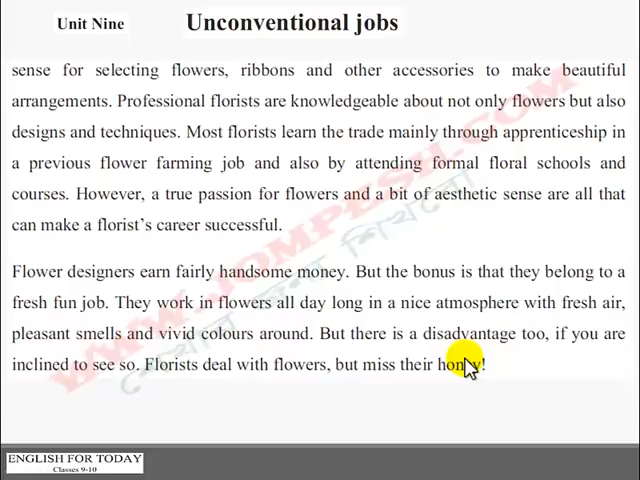 Unit Nine
Unconventional jobs
sense for selecting flowers, ribbons and other accessories to make beautiful
arrangements. Professional florists are knowledgeable about not only flowers but also
designs and techniques. Most florists learn the trade mainly through apprenticeship in
a previous flower farming job and also by attending formal floral schools and
courses. However, a true passion for flowers and a bit of aesthetic sense are all that
can make a florist's career successful.
Flower designers earn fairly handsome money. But the bonus is that they belong to a
fresh fun job. They work in flowers all day long in a nice atmosphere with fresh air,
pleasant smells and vivid colours around. But there is a disadvantage too, if you are
inclined to see so. Florists deal with flowers, but miss their honey!
WWW.JOMPESH.COM
ENGLISH FOR TODAY
Classes 9-10